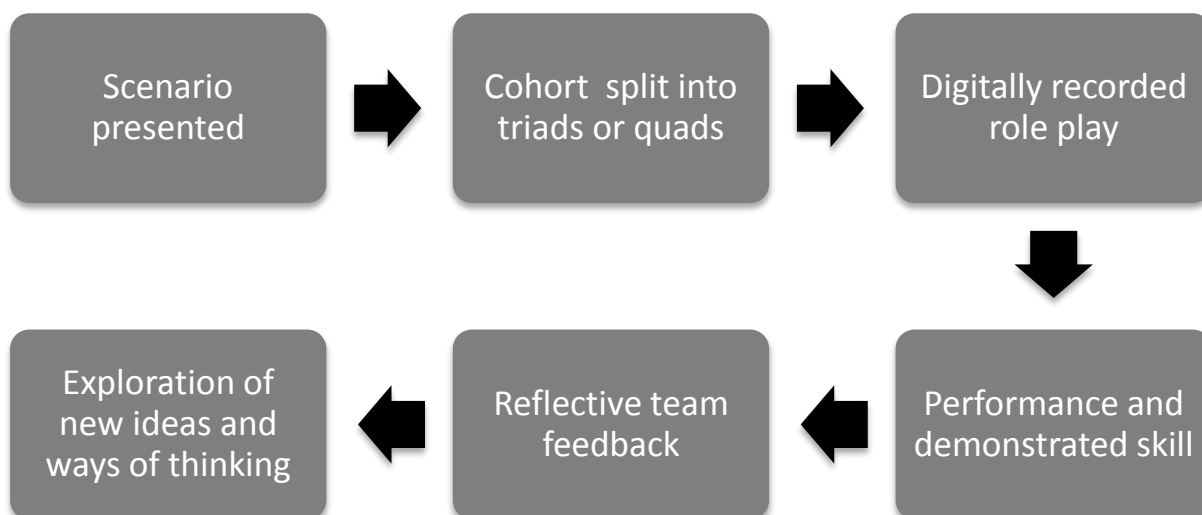 Scenario
presented
Cohort split into
triads or quads
Digitally recorded
role play
Performance and
demonstrated skill
Reflective team
feedback
Exploration of
new ideas and
ways of thinking